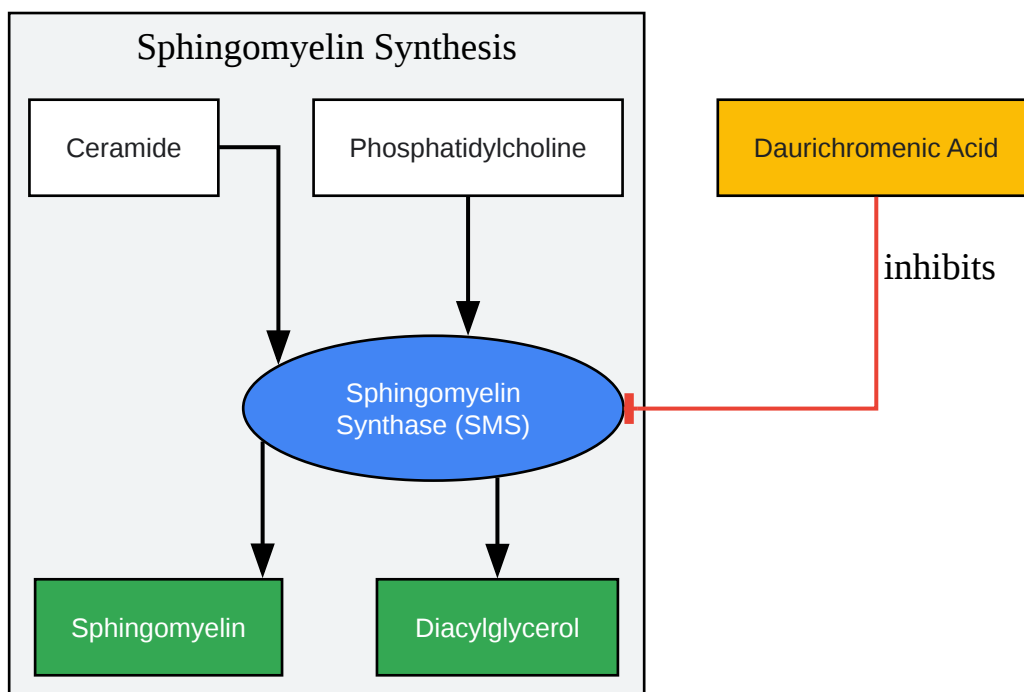 Sphingomyelin Synthesis
Ceramide
Phosphatidylcholine
Daurichromenic Acid
inhibits
Sphingomyelin
Synthase (SMS)
Sphingomyelin
Diacylglycerol